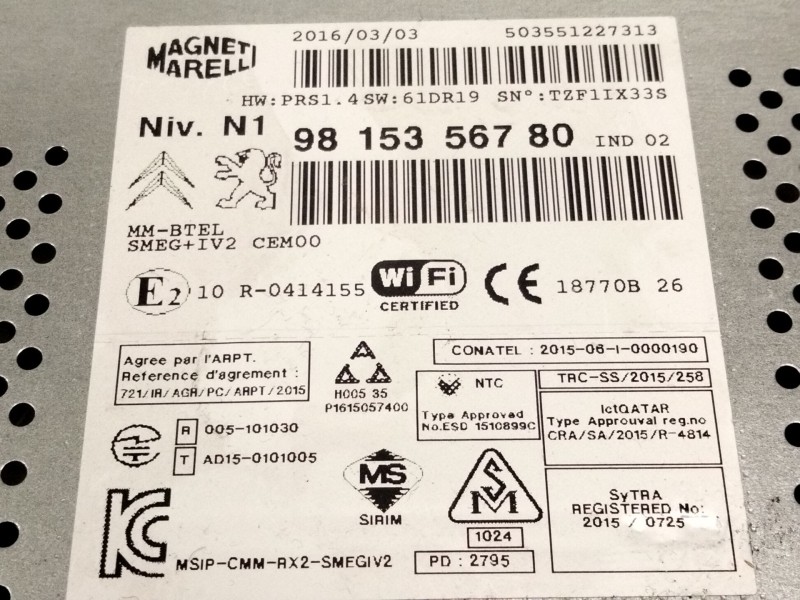 MAGNETI MARELLI
2016/03/03 503551227313
HW:PRS1.4 SW:61DR19 SN°:TZF1IX33S
Niv. N1 98 153 567 80 IND 02
MM-BTEL
SMEG+IV2 CEM00
E2 10 R-0414155 WiFi CERTIFIED CE 18770B 26
Agree par l'ARPT.
Reference d'agrement :
721/IR/AGR/PC/ARPT/2015
H005 35
P1615057400
CONATEL : 2015-06-I-0000190
NTC
Type Approved
No.ESD 1510899C
TRC-SS/2015/258
IctQATAR
Type Approuval reg.no
CRA/SA/2015/R-4814
R 005-101030
T AD15-0101005
MS
SIRIM
SM
1024
PD : 2795
SyTRA
REGISTERED No:
2015 / 0725
KC
MSIP-CMM-RX2-SMEGIV2